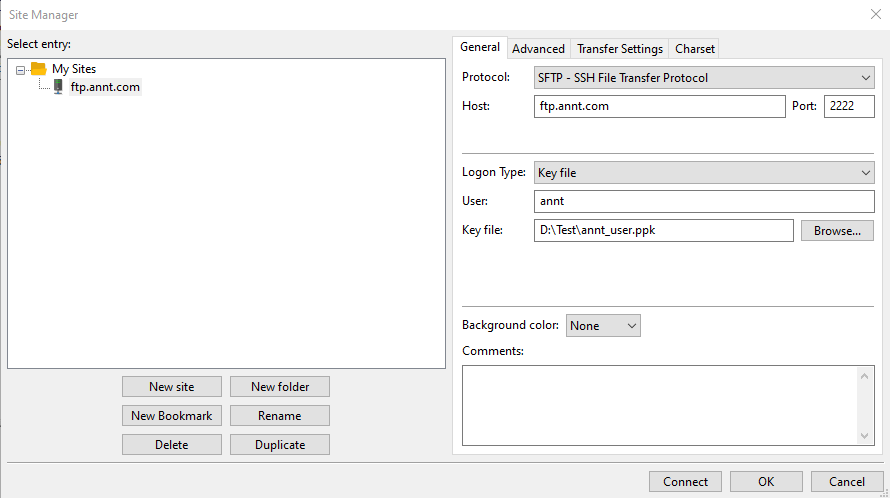 Site Manager
Select entry:
My Sites
ftp.annt.com
New site
New folder
New Bookmark
Rename
Delete
Duplicate
General
Advanced
Transfer Settings
Charset
Protocol:
SFTP - SSH File Transfer Protocol
Host:
ftp.annt.com
Port:
2222
Logon Type:
Key file
User:
annt
Key file:
D:\Test\annt_user.ppk
Browse...
Background color:
None
Comments:
Connect
OK
Cancel